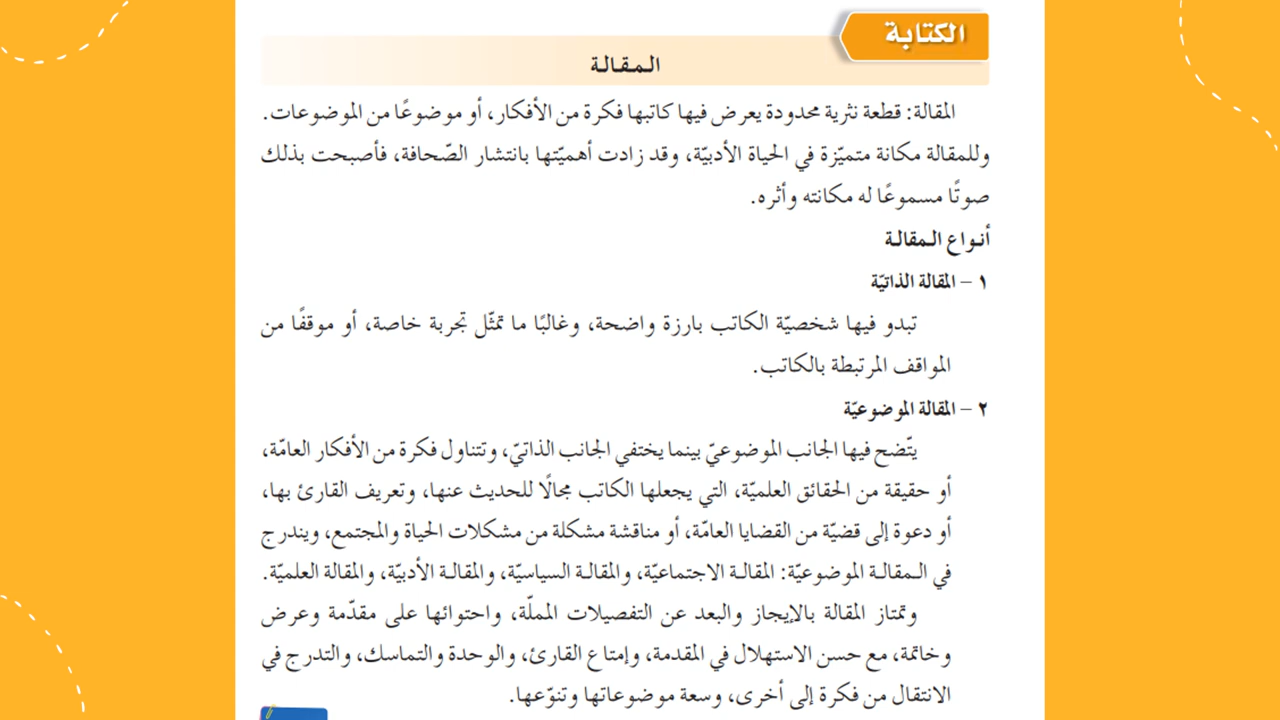 الكتابة
المقالة
المقالة: قطعة نثرية محدودة يعرض فيها كاتبها فكرة من الأفكار، أو موضوعًا من الموضوعات.
وللمقالة مكانة متميّزة في الحياة الأدبيّة، وقد زادت أهميّتها بانتشار الصّحافة، فأصبحت بذلك
صوتًا مسموعًا له مكانته وأثره.
أنواع المقالة
١ – المقالة الذاتيّة
تبدو فيها شخصيّة الكاتب بارزة واضحة، وغالبًا ما تمثّل تجربة خاصة، أو موقفًا من
المواقف المرتبطة بالكاتب.
٢ – المقالة الموضوعيّة
يتّضح فيها الجانب الموضوعيّ بينما يختفي الجانب الذاتيّ، وتتناول فكرة من الأفكار العامّة،
أو حقيقة من الحقائق العلميّة، التي يجعلها الكاتب مجالًا للحديث عنها، وتعريف القارئ بها،
أو دعوة إلى قضيّة من القضايا العامّة، أو مناقشة مشكلة من مشكلات الحياة والمجتمع، ويندرج
في المقالة الموضوعيّة: المقالة الاجتماعيّة، والمقالة السياسيّة، والمقالة الأدبيّة، والمقالة العلميّة.
وتمتاز المقالة بالإيجاز والبعد عن التفصيلات المملّة، واحتوائها على مقدّمة وعرض
وخاتمة، مع حسن الاستهلال في المقدمة، وإمتاع القارئ، والوحدة والتماسك، والتدرج في
الانتقال من فكرة إلى أخرى، وسعة موضوعاتها وتنوّعها.